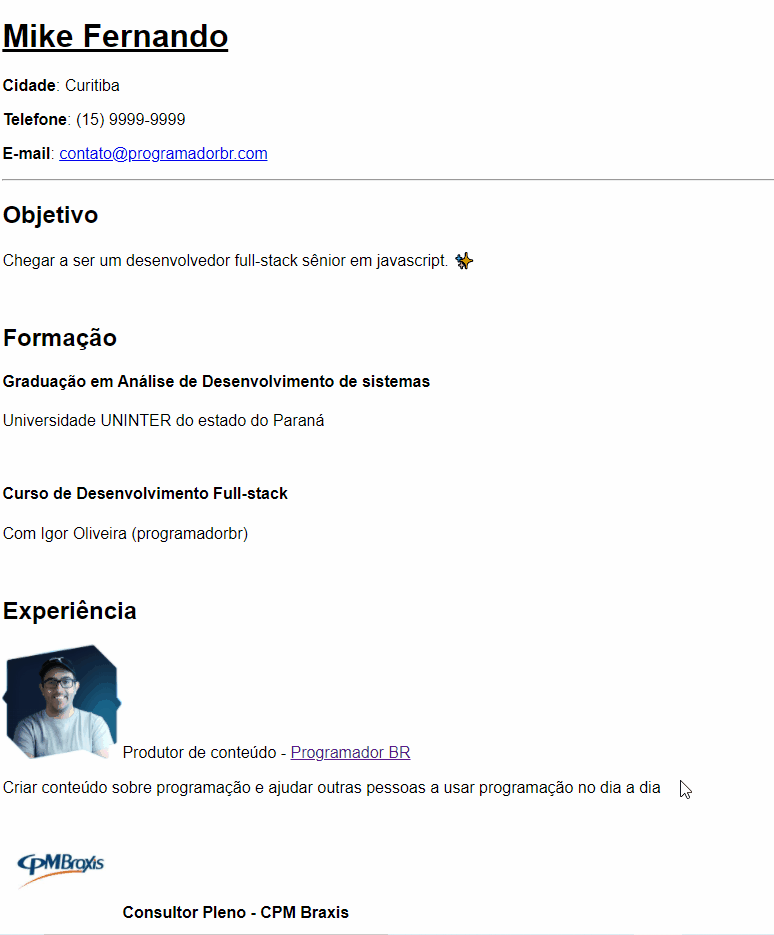 Mike Fernando
Cidade: Curitiba
Telefone: (15) 9999-9999
E-mail: contato@programadorbr.com
Objetivo
Chegar a ser um desenvolvedor full-stack sênior em javascript. ✨
Formação
Graduação em Análise de Desenvolvimento de sistemas
Universidade UNINTER do estado do Paraná
Curso de Desenvolvimento Full-stack
Com Igor Oliveira (programadorbr)
Experiência
Produtor de conteúdo - Programador BR
Criar conteúdo sobre programação e ajudar outras pessoas a usar programação no dia a dia
CPMBraxis
Consultor Pleno - CPM Braxis